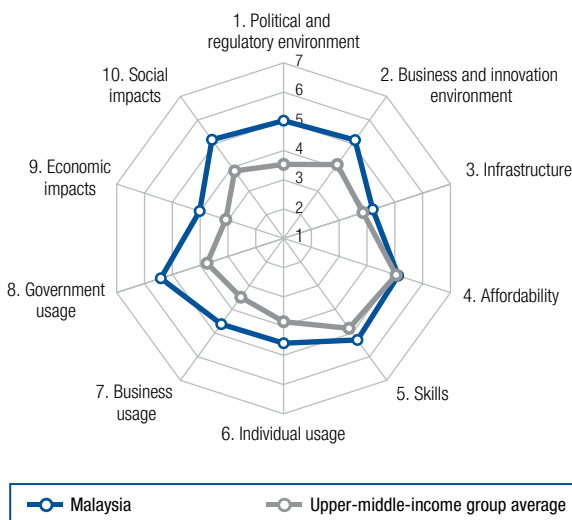 1. Political and
regulatory environment
10. Social
impacts
2. Business and innovation
environment
9. Economic
impacts
3. Infrastructure
8. Government
usage
4. Affordability
7. Business
usage
5. Skills
6. Individual usage
7
6
5
4
3
2
1
Malaysia
Upper-middle-income group average